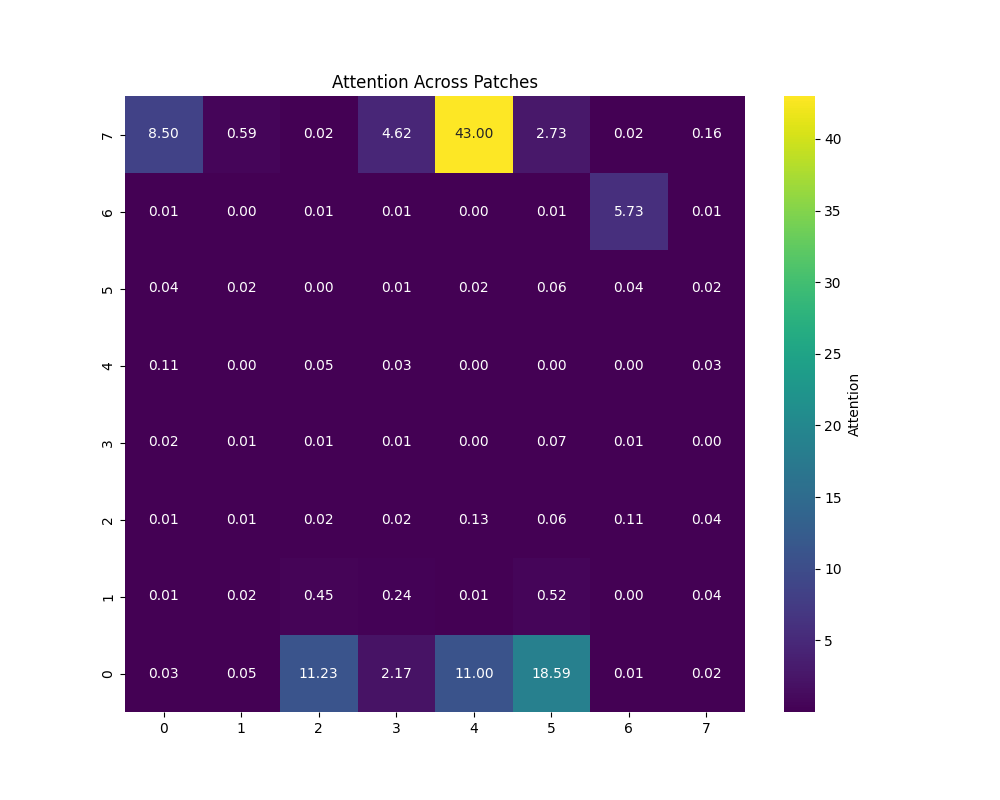 Attention Across Patches
7 8.50 0.59 0.02 4.62 43.00 2.73 0.02 0.16
6 0.01 0.00 0.01 0.01 0.00 0.01 5.73 0.01
5 0.04 0.02 0.00 0.01 0.02 0.06 0.04 0.02
4 0.11 0.00 0.05 0.03 0.00 0.00 0.00 0.03
3 0.02 0.01 0.01 0.01 0.00 0.07 0.01 0.00
2 0.01 0.01 0.02 0.02 0.13 0.06 0.11 0.04
1 0.01 0.02 0.45 0.24 0.01 0.52 0.00 0.04
0 0.03 0.05 11.23 2.17 11.00 18.59 0.01 0.02
0 1 2 3 4 5 6 7
40
35
30
25
20
15
10
5
Attention